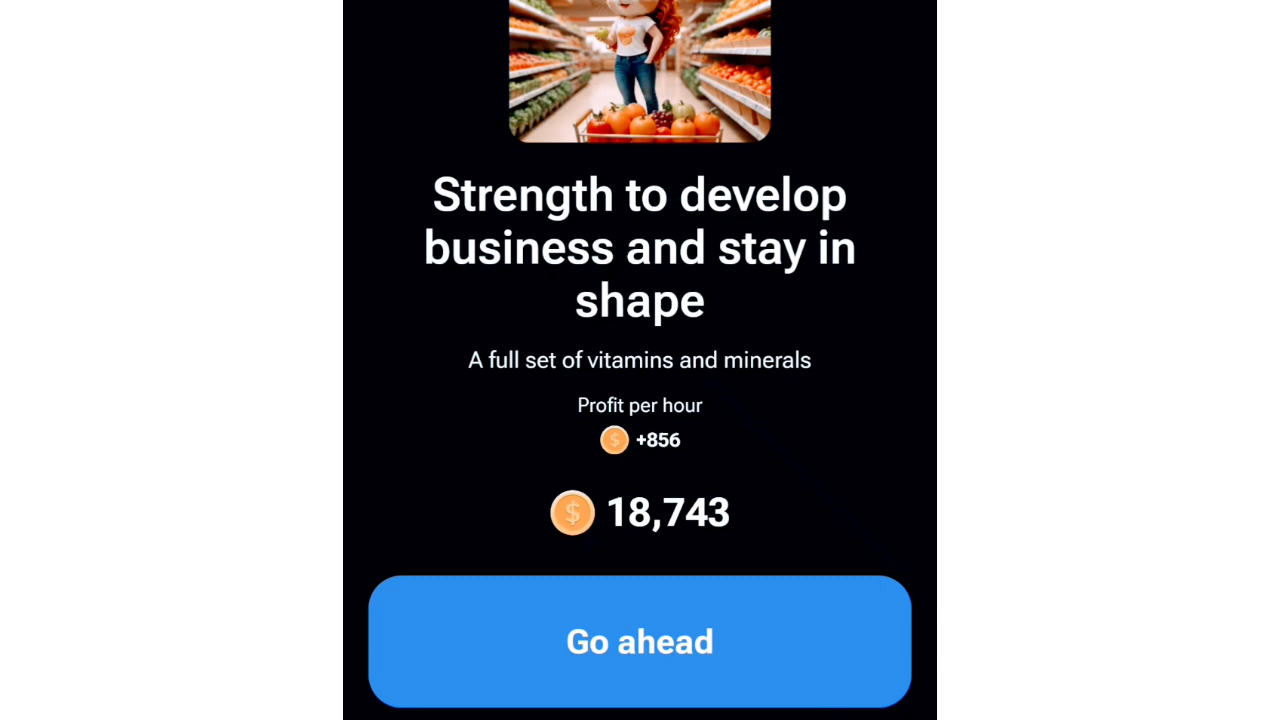 Strength to develop
business and stay in
shape
A full set of vitamins and minerals
Profit per hour
+856
18,743
Go ahead